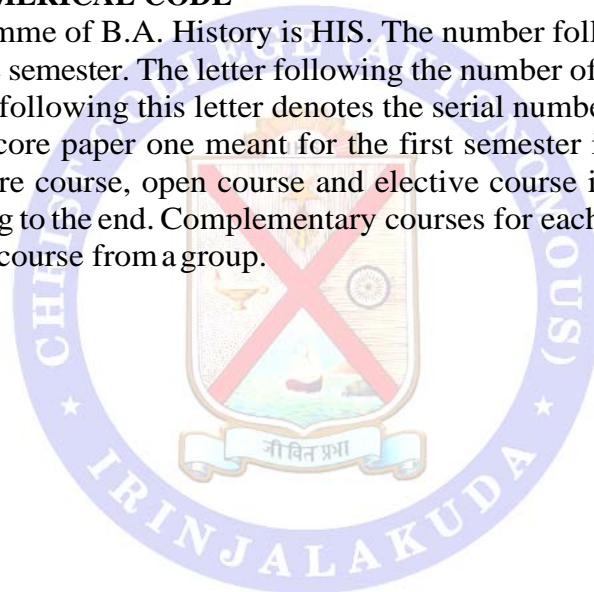 MERICAL CODE
mme of B.A. History is HIS. The number foll
semester. The letter following the number of
following this letter denotes the serial numbe
core paper one meant for the first semester i
re course, open course and elective course i
g to the end. Complementary courses for each
course from a group.
CHRIST COLLEGE (AUTONOMOUS)
जीवित प्रभा
IRINJALAKUDA